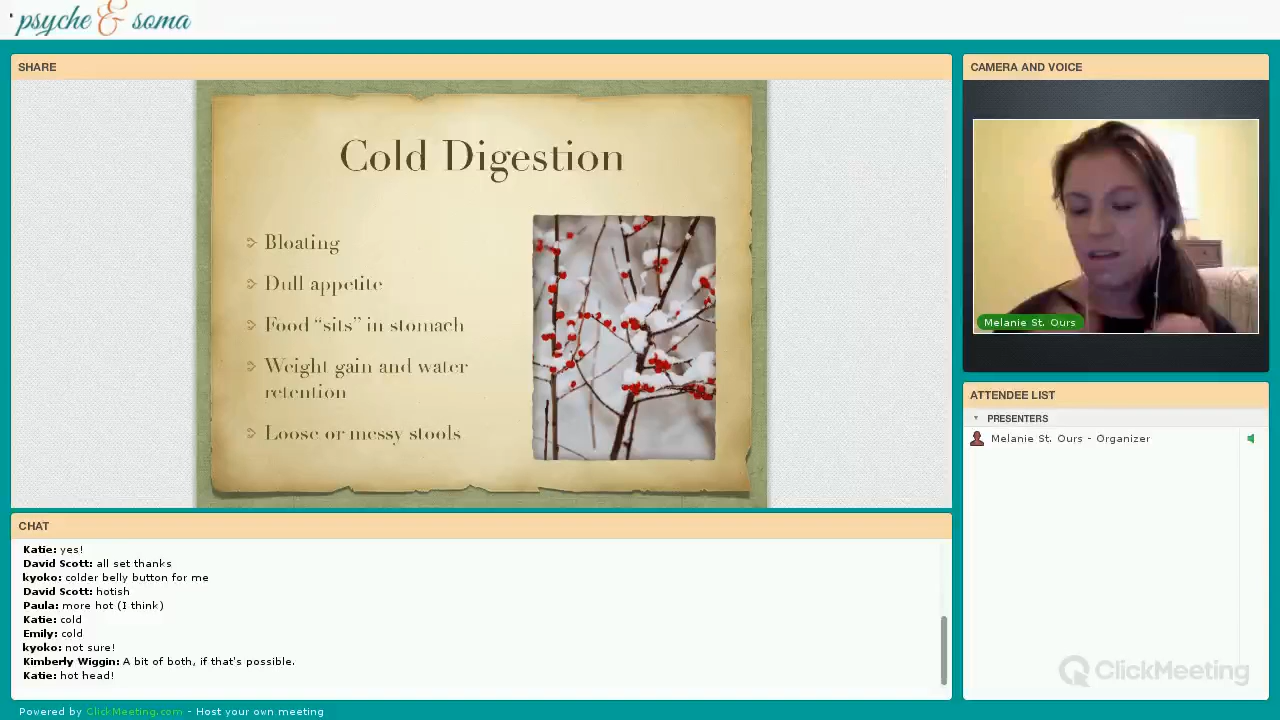 psyche & soma
SHARE
Cold Digestion
Bloating
Dull appetite
Food “sits” in stomach
Weight gain and water
retention
Loose or messy stools
CAMERA AND VOICE
Melanie St. Ours
ATTENDEE LIST
PRESENTERS
Melanie St. Ours - Organizer
CHAT
Katie: yes!
David Scott: all set thanks
kyoko: colder belly button for me
David Scott: hotish
Paula: more hot (I think)
Katie: cold
Emily: cold
kyoko: not sure!
Kimberly Wiggin: A bit of both, if that's possible.
Katie: hot head!
ClickMeeting
Powered by ClickMeeting.com - Host your own meeting